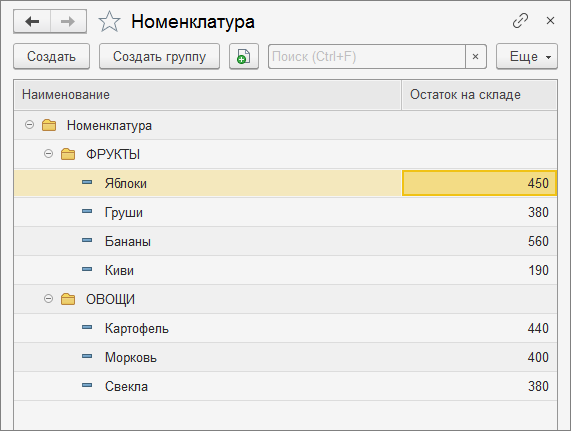 Номенклатура
Создать Создать группу Поиск (Ctrl+F) × Еще
Наименование Остаток на складе
Номенклатура
ФРУКТЫ
Яблоки 450
Груши 380
Бананы 560
Киви 190
ОВОЩИ
Картофель 440
Морковь 400
Свекла 380